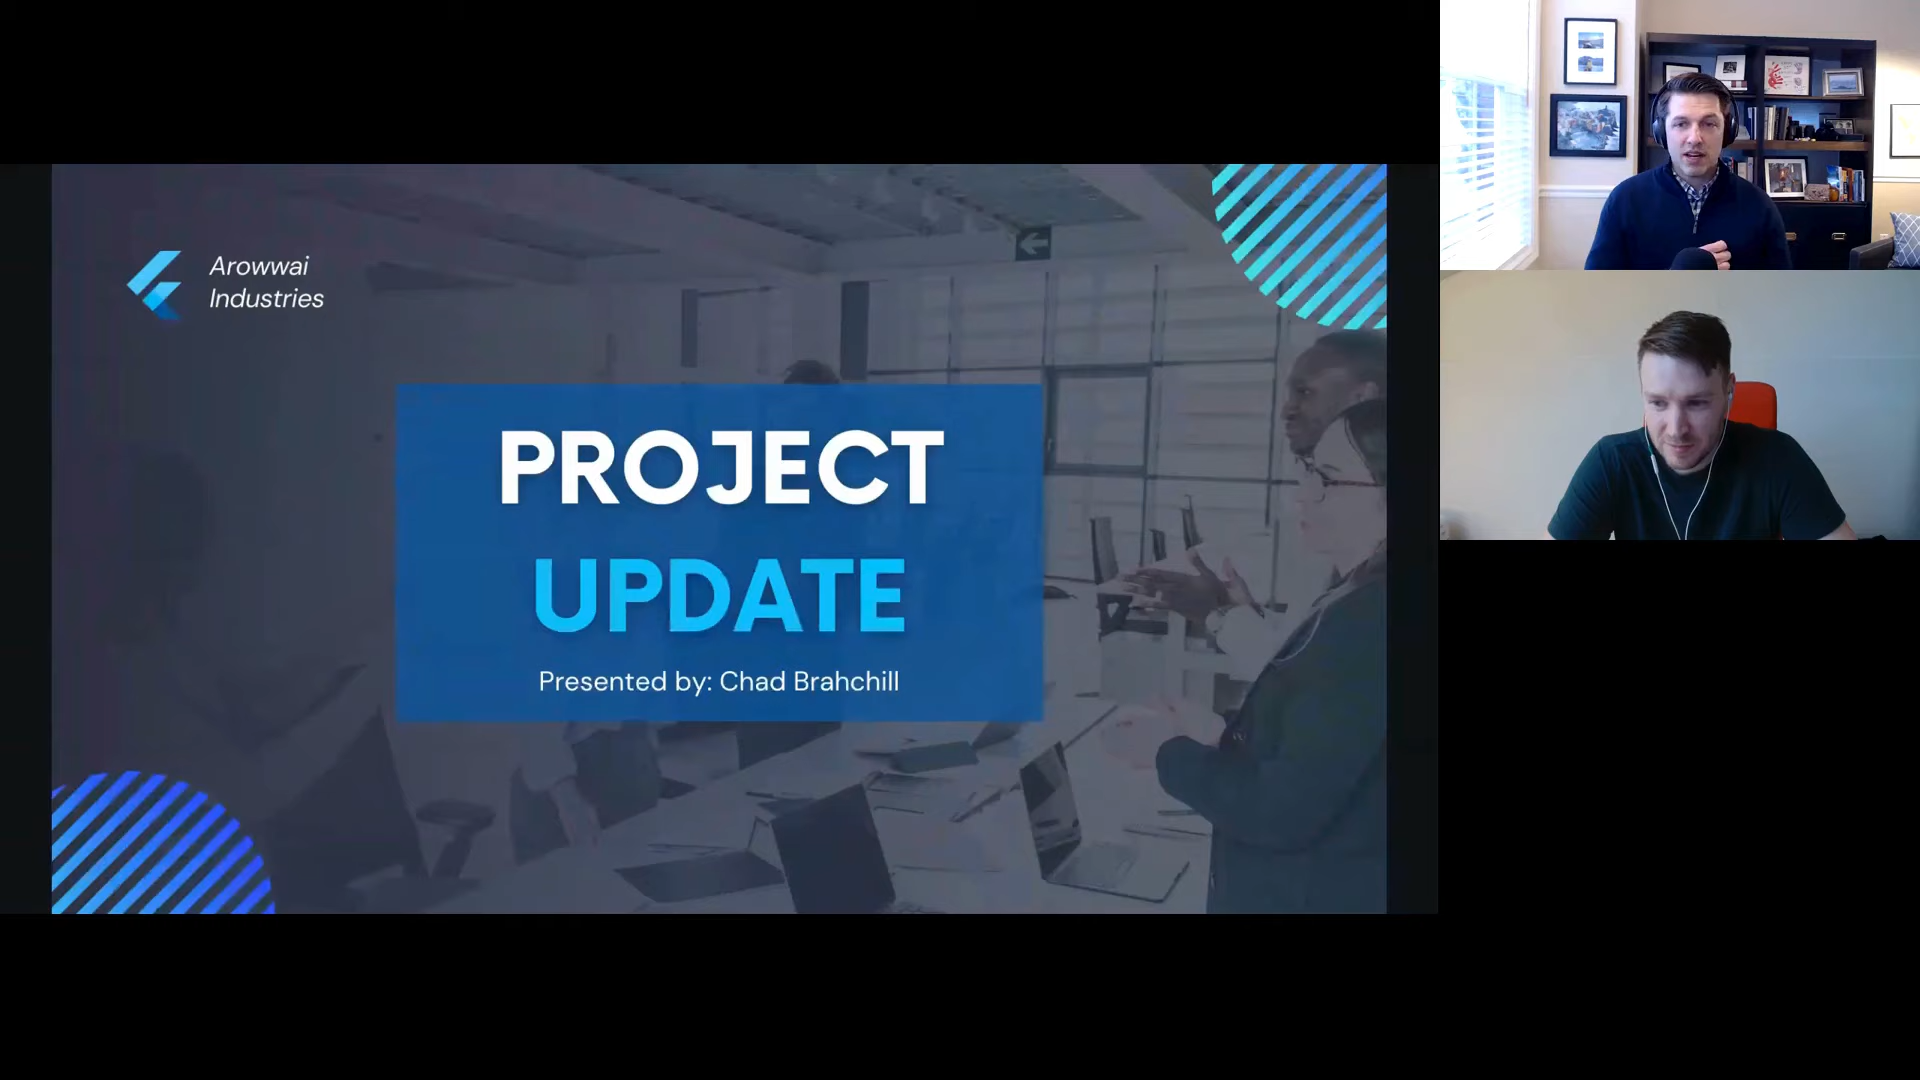 Arowwai
Industries
PROJECT
UPDATE
Presented by: Chad Brahchill